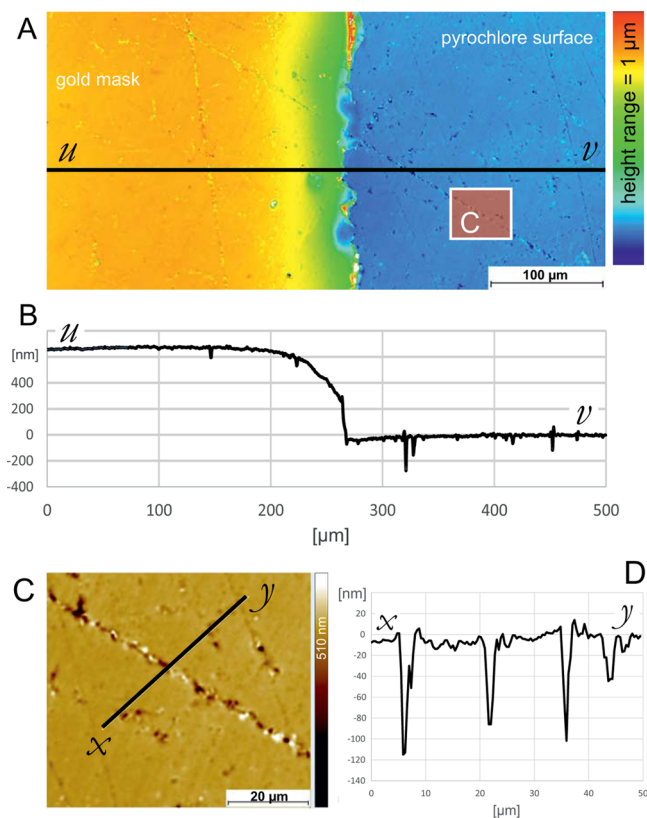 A
gold mask
pyrochlore surface
height range = 1 µm
u
v
C
100 µm
B
u
[nm]
400
200
0
-200
-400
v
0
100
200
300
400
500
[µm]
C
y
x
510 nm
20 µm
D
[nm]
x
y
20
0
-20
-40
-60
-80
-100
-120
-140
0
10
20
30
40
50
[µm]